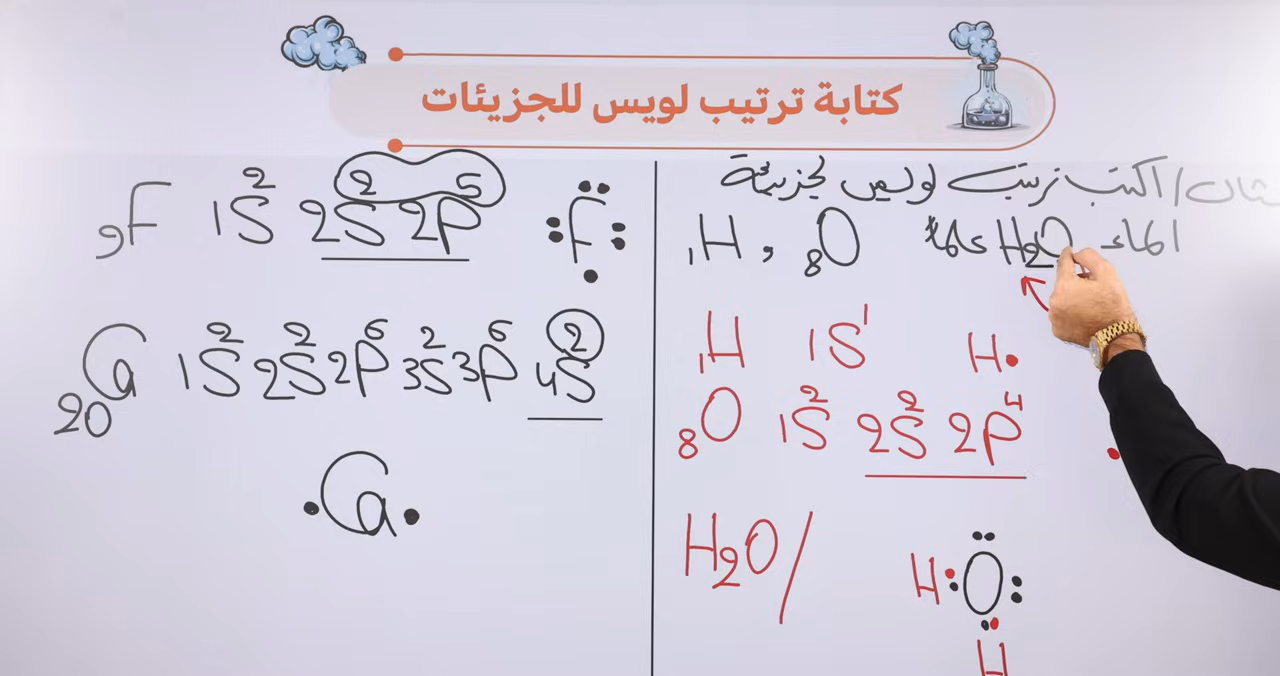 كتابة ترتيب لويس للجزيئات
مثال/ اكتب ترتيب لويس لجزيئة
الماء H2O علماً
1H , 8O
1H 1S1 H•
8O 1S2 2S2 2P4
H2O/
H O
H
9F 1S2 2S2 2P5 F
20Ca 1S2 2S2 2P6 3S2 3P6 4S2
Ca